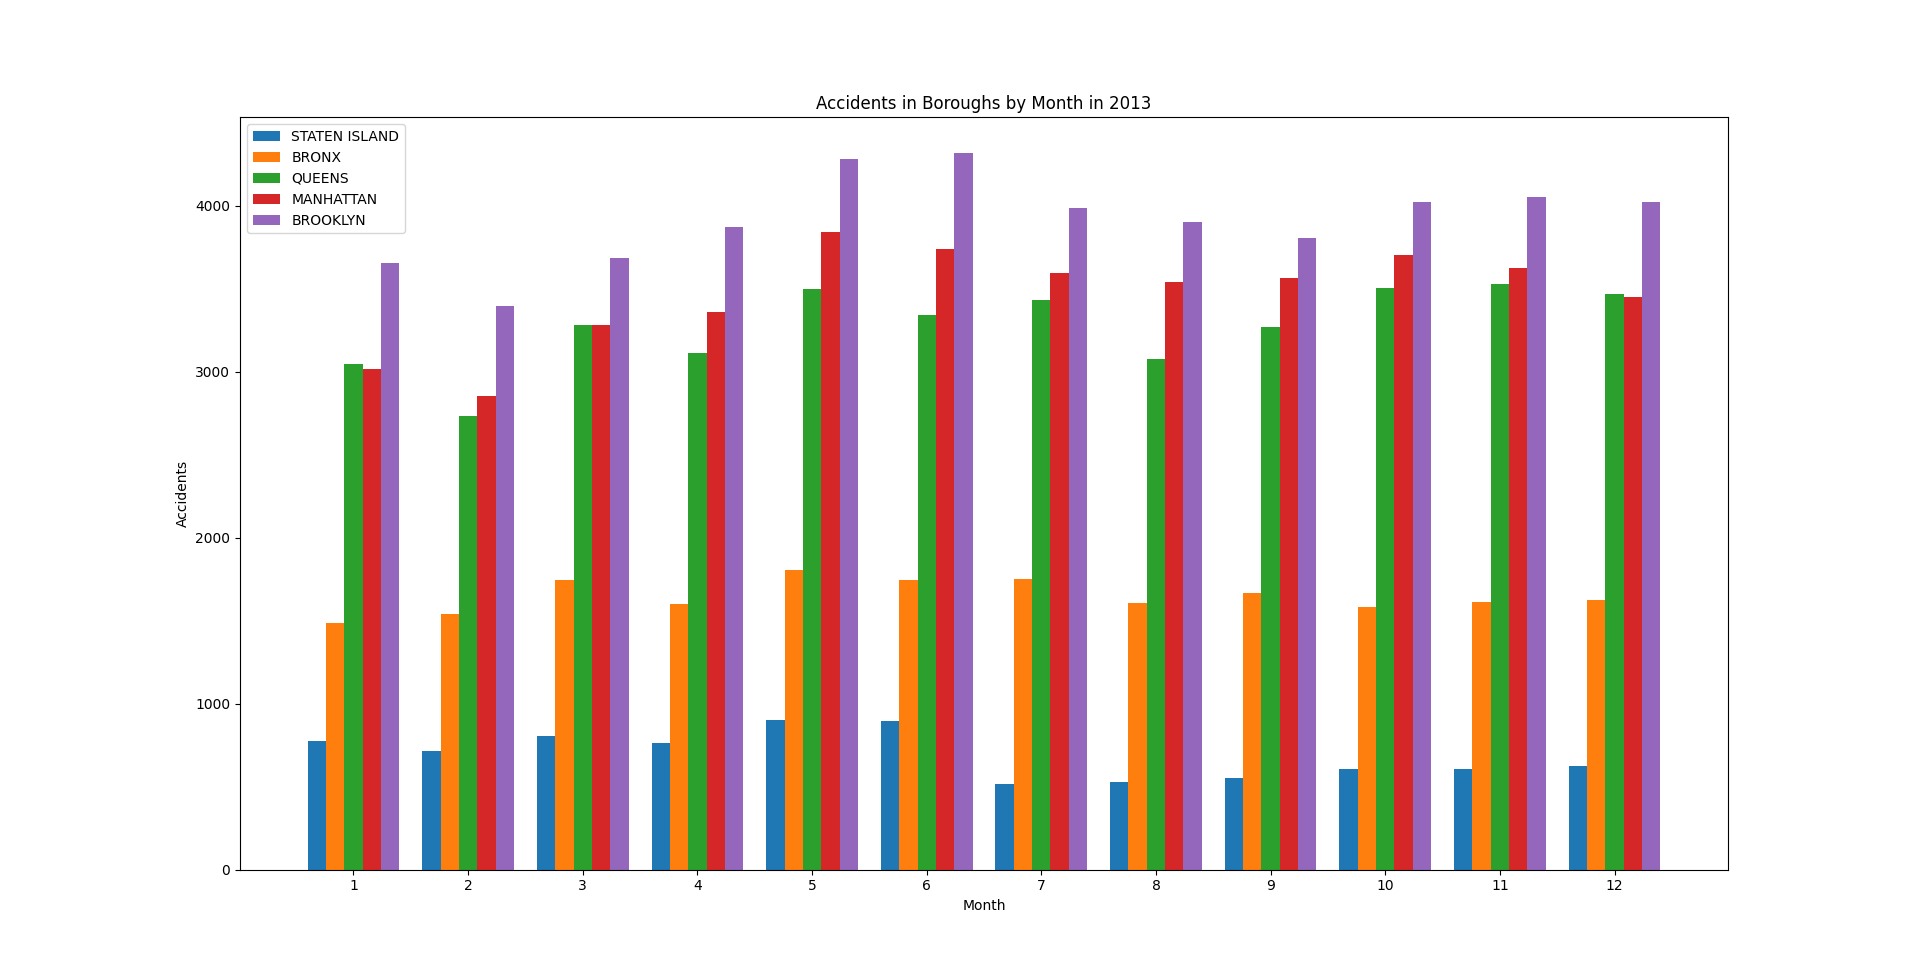 Accidents in Boroughs by Month in 2013
STATEN ISLAND
BRONX
QUEENS
MANHATTAN
BROOKLYN
Accidents
4000
3000
2000
1000
0
1 2 3 4 5 6 7 8 9 10 11 12
Month